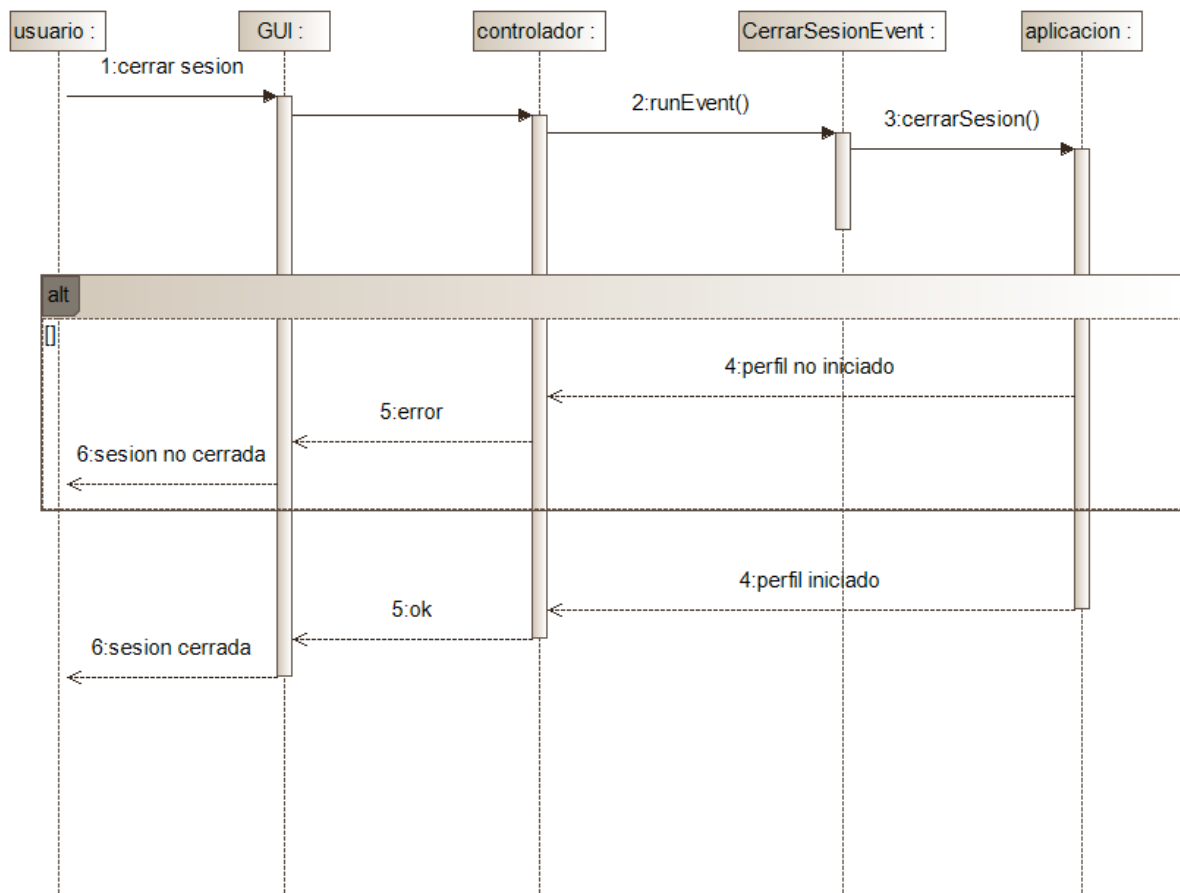 usuario :
GUI :
controlador :
CerrarSesionEvent :
aplicacion :
1:cerrar sesion
2:runEvent()
3:cerrarSesion()
alt
[]
4:perfil no iniciado
5:error
6:sesion no cerrada
4:perfil iniciado
5:ok
6:sesion cerrada